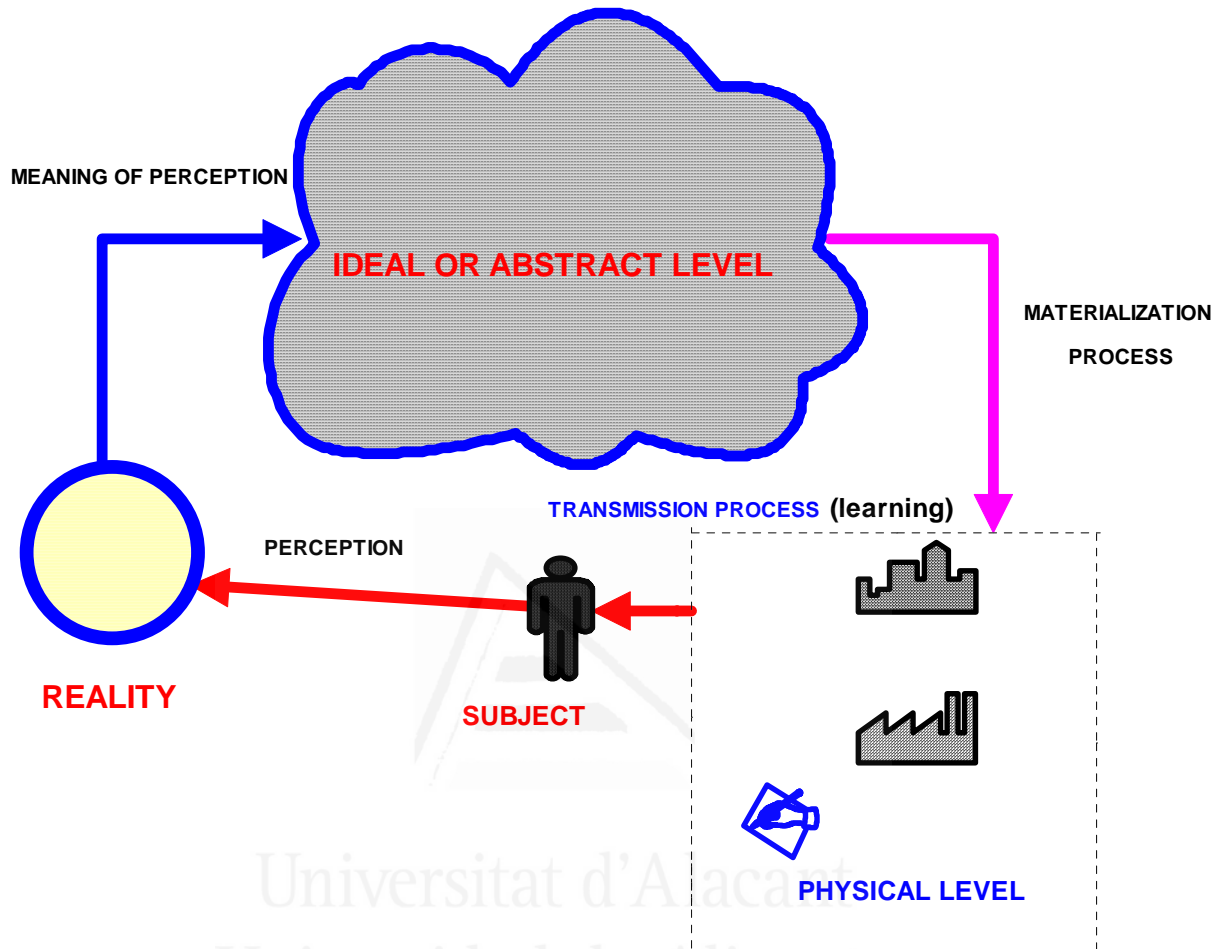 MEANING OF PERCEPTION
IDEAL OR ABSTRACT LEVEL
MATERIALIZATION
PROCESS
TRANSMISSION PROCESS (learning)
PERCEPTION
REALITY
SUBJECT
PHYSICAL LEVEL
Universitat d'Alacant